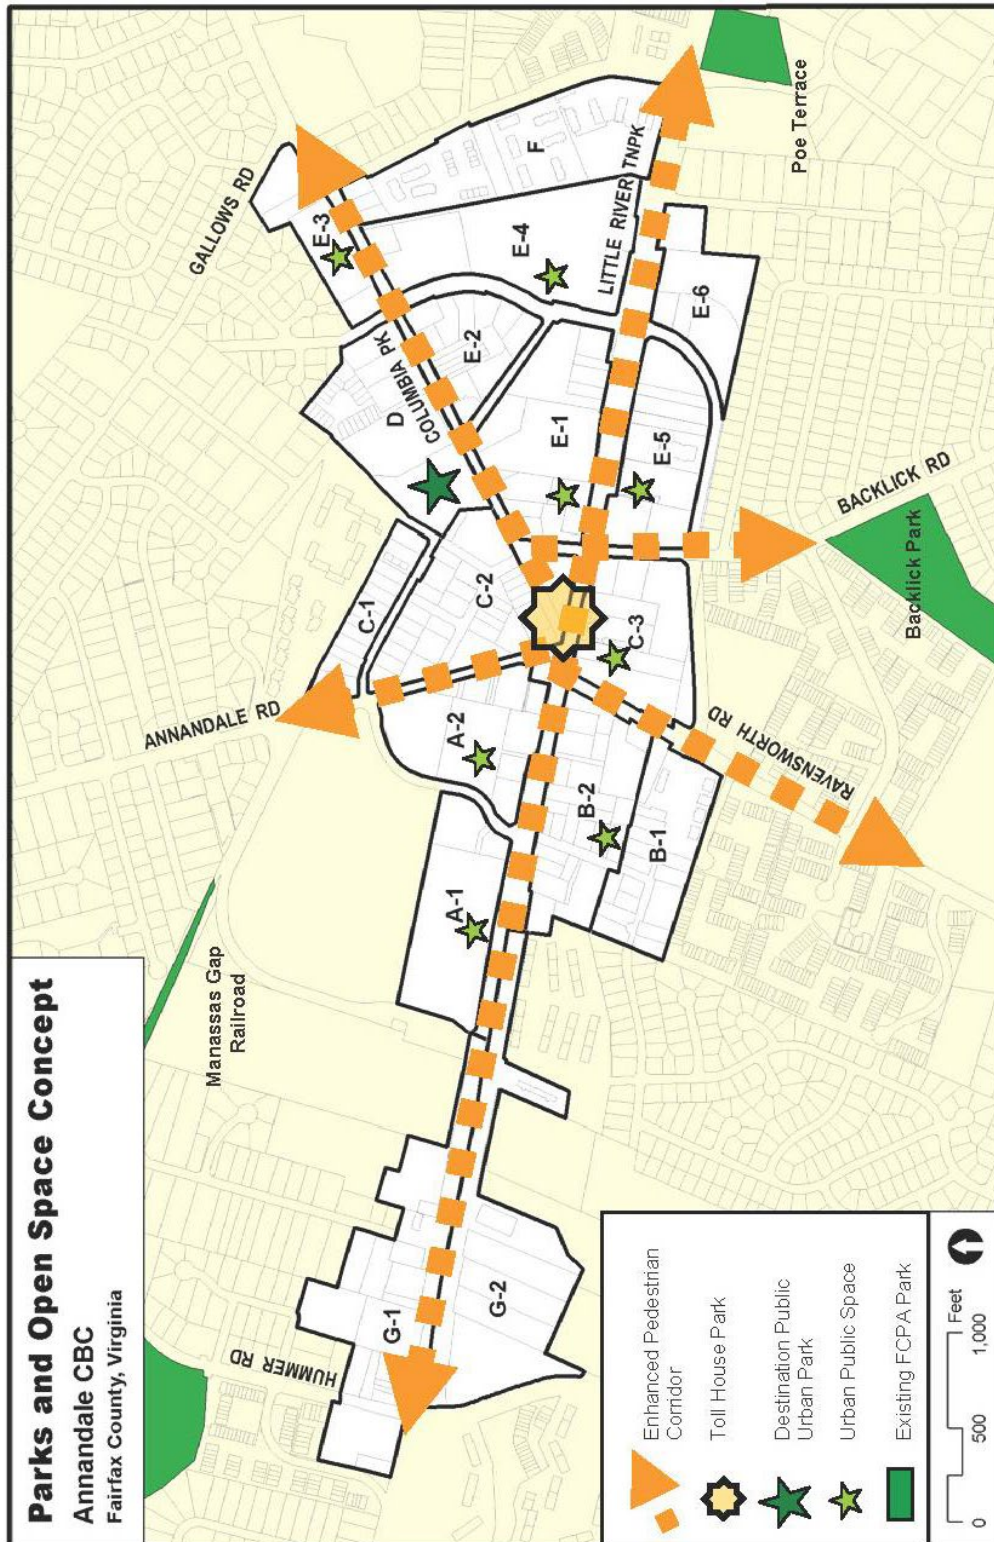 Parks and Open Space Concept
Annandale CBC
Fairfax County, Virginia
HUMMER RD
Manassas Gap
Railroad
ANNANDALE RD
GALLOWS RD
COLUMBIA PK
LITTLE RIVER TNPK
RAVENSWORTH RD
BACKLICK RD
Backlick Park
Poe Terrace
G-1
G-2
A-1
A-2
B-1
B-2
C-1
C-2
C-3
D
E-1
E-2
E-3
E-4
E-5
E-6
F
Enhanced Pedestrian
Corridor
Toll House Park
Destination Public
Urban Park
Urban Public Space
Existing FCPA Park
0 500 1,000
Feet